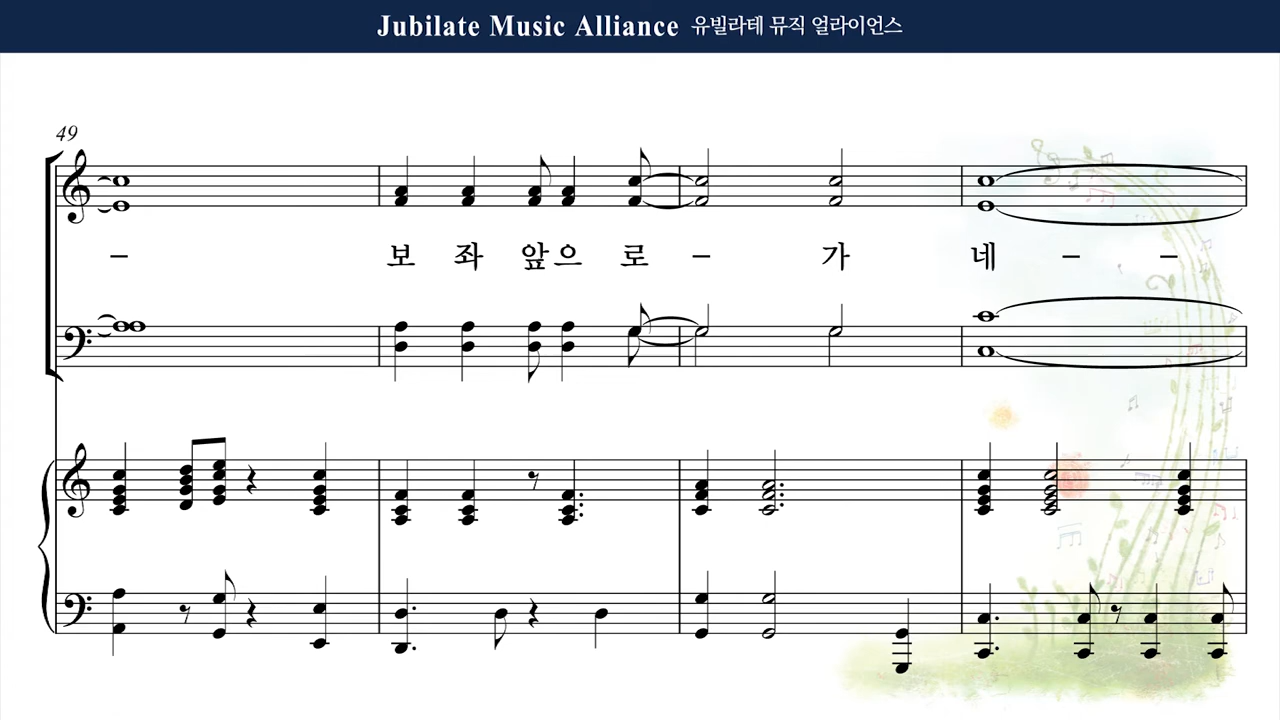 Jubilate Music Alliance 유빌라테 뮤직 얼라이언스
49
– 보 좌 앞 으 로 – 가 네 – –